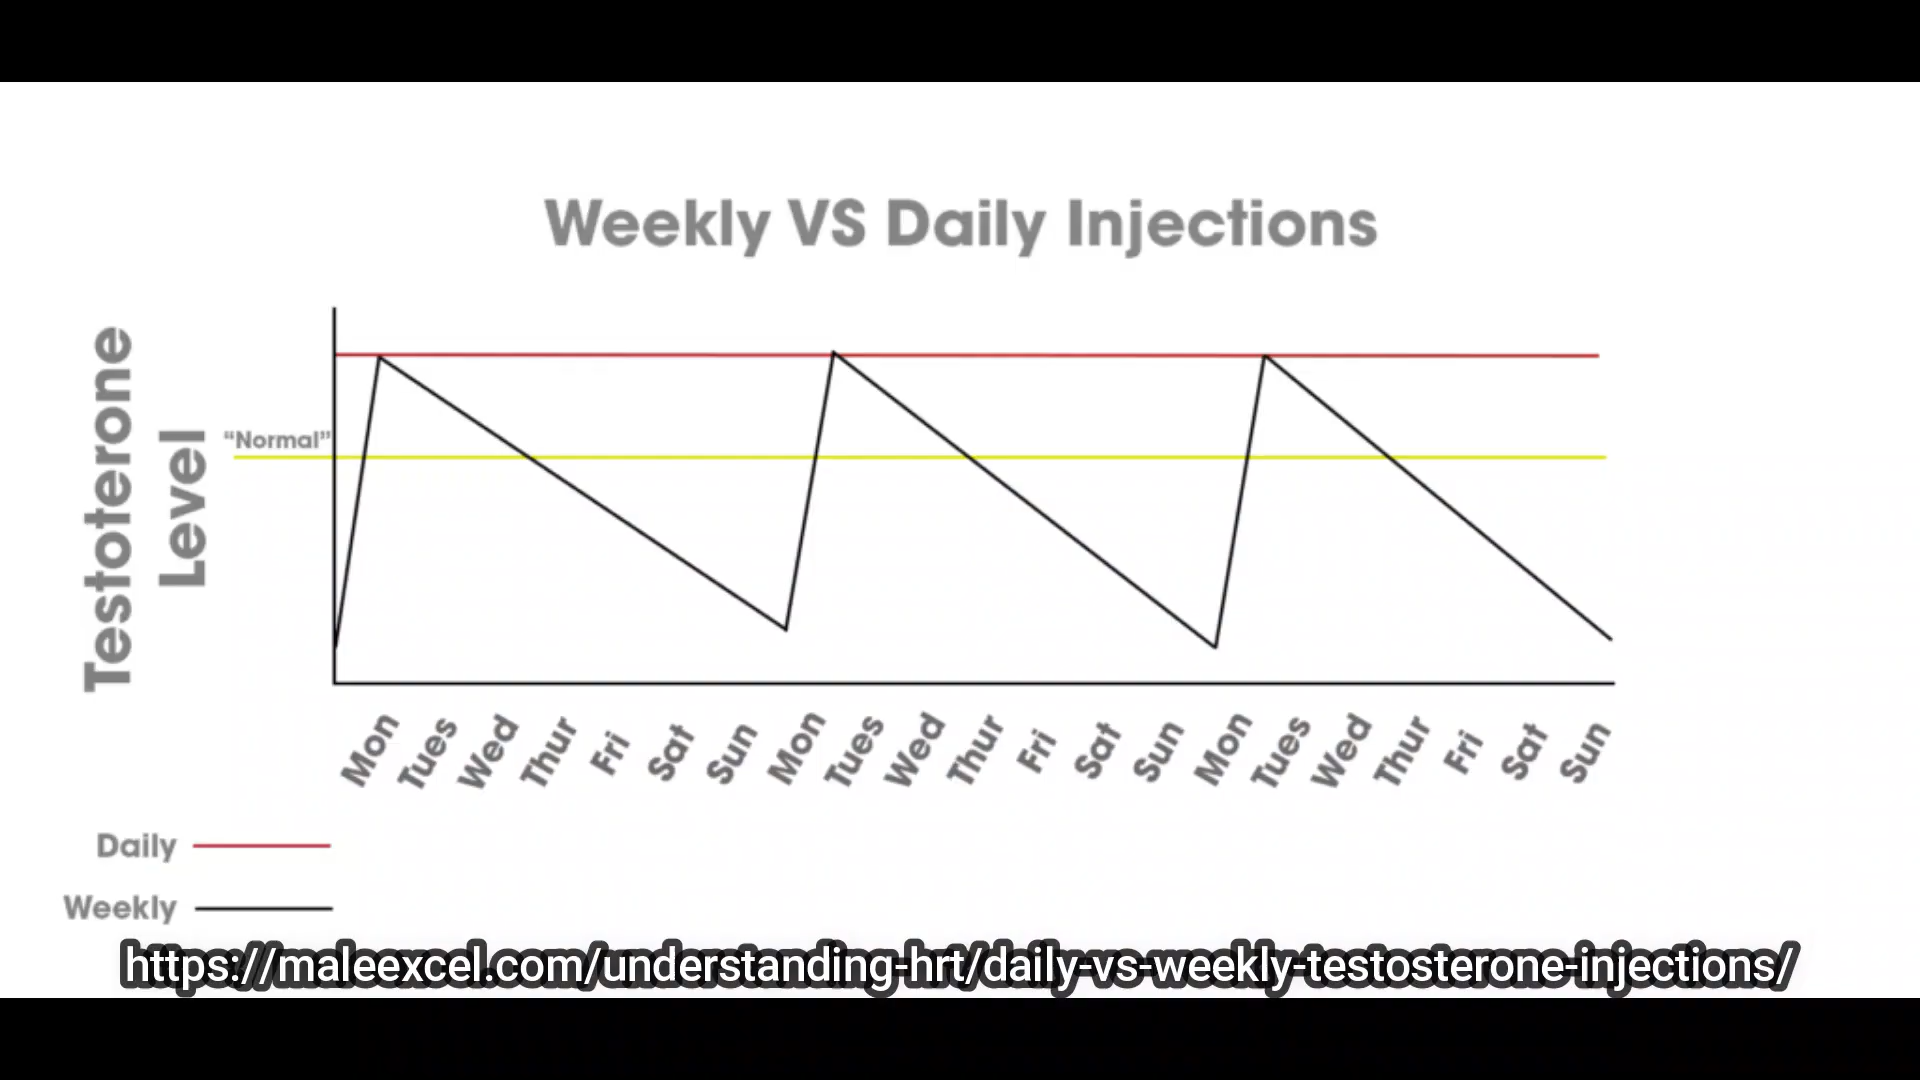 Weekly VS Daily Injections
Testoterone
Level
“Normal”
Mon Tues Wed Thur Fri Sat Sun Mon Tues Wed Thur Fri Sat Sun Mon Tues Wed Thur Fri Sat Sun
Daily
Weekly
https://maleexcel.com/understanding-hrt/daily-vs-weekly-testosterone-injections/